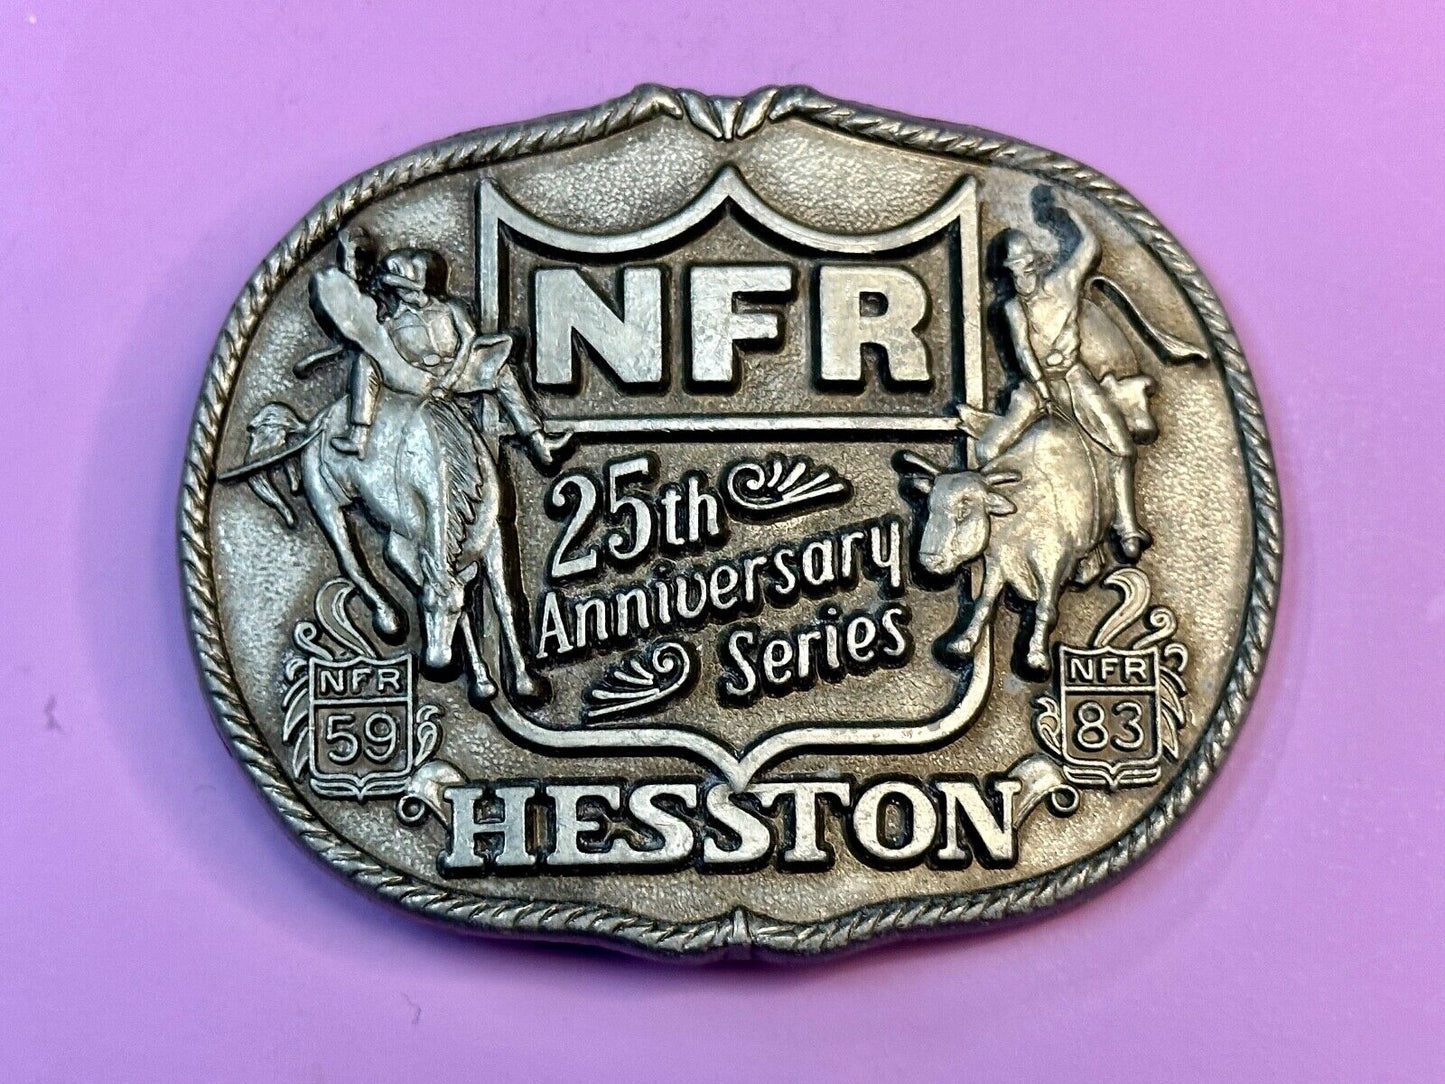 NFR
25th
Anniversary
Series
NFR
59
NFR
83
HESSTON